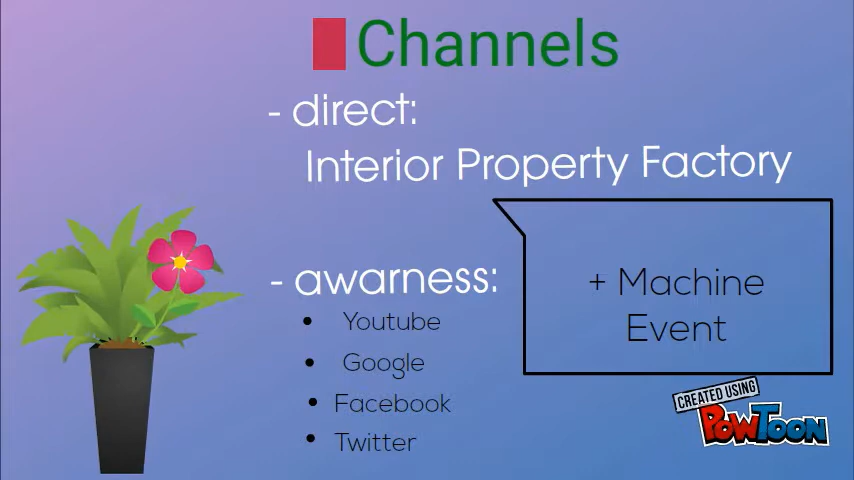 Channels
- direct:
Interior Property Factory
- awarness:
• Youtube
• Google
• Facebook
• Twitter
+ Machine
Event
CREATED USING
POWTOON